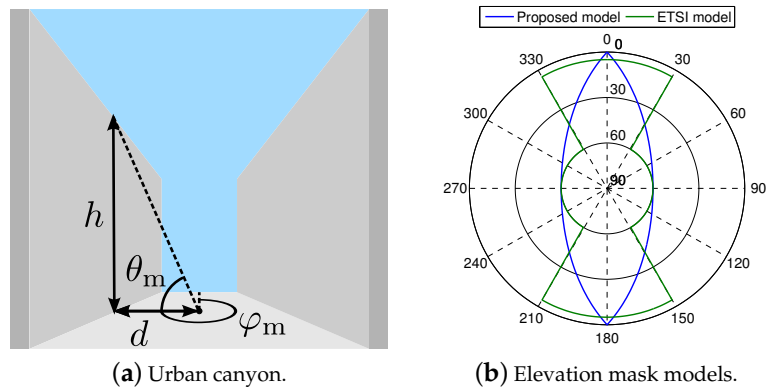 h
θm
d
φm
(a) Urban canyon.
Proposed model
ETSI model
0
0
330
30
30
300
60
60
270
90
90
240
120
210
150
180
(b) Elevation mask models.